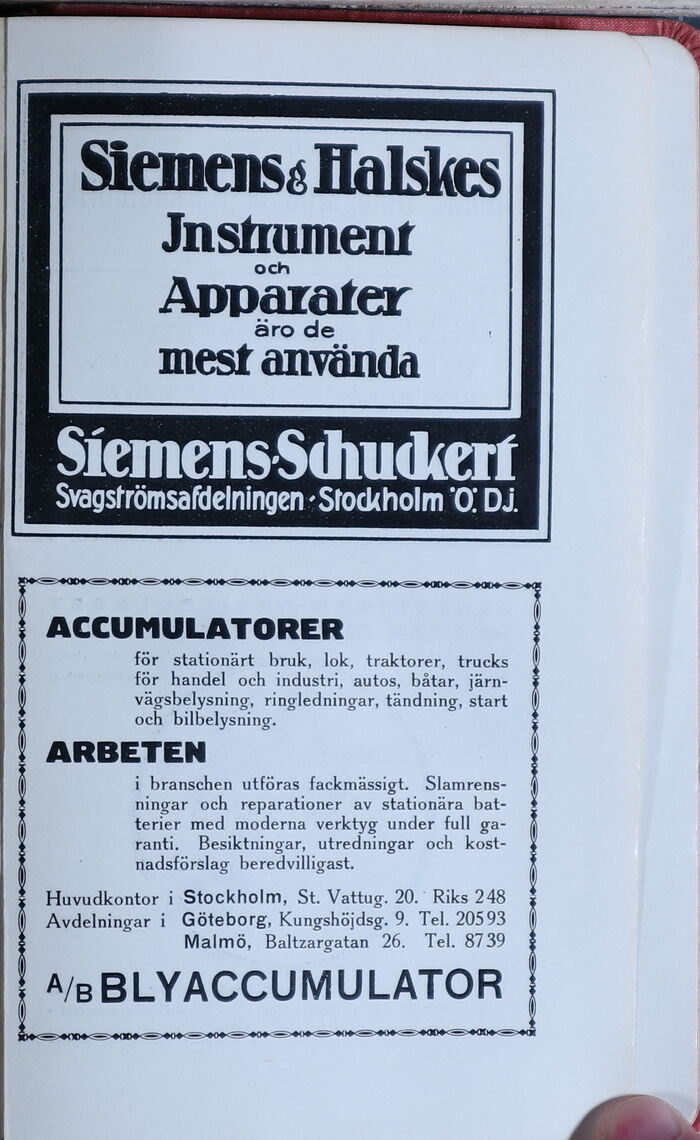 Siemens & Halskes
Jnstrument
och
Apparater
äro de
mest använda
Siemens-Schuckert
Svagströmsafdelningen · Stockholm "Ö." D.j.
ACCUMULATORER
för stationärt bruk, lok, traktorer, trucks
för handel och industri, autos, båtar, järn-
vägsbelysning, ringledningar, tändning, start
och bilbelysning.
ARBETEN
i branschen utföras fackmässigt. Slamrens-
ningar och reparationer av stationära bat-
terier med moderna verktyg under full ga-
ranti. Besiktningar, utredningar och kost-
nadsförslag beredvilligast.
Huvudkontor i Stockholm, St. Vattug. 20. Riks 248
Avdelningar i Göteborg, Kungshöjdsg. 9. Tel. 20593
Malmö, Baltzargatan 26. Tel. 8739
A/B BLYACCUMULATOR